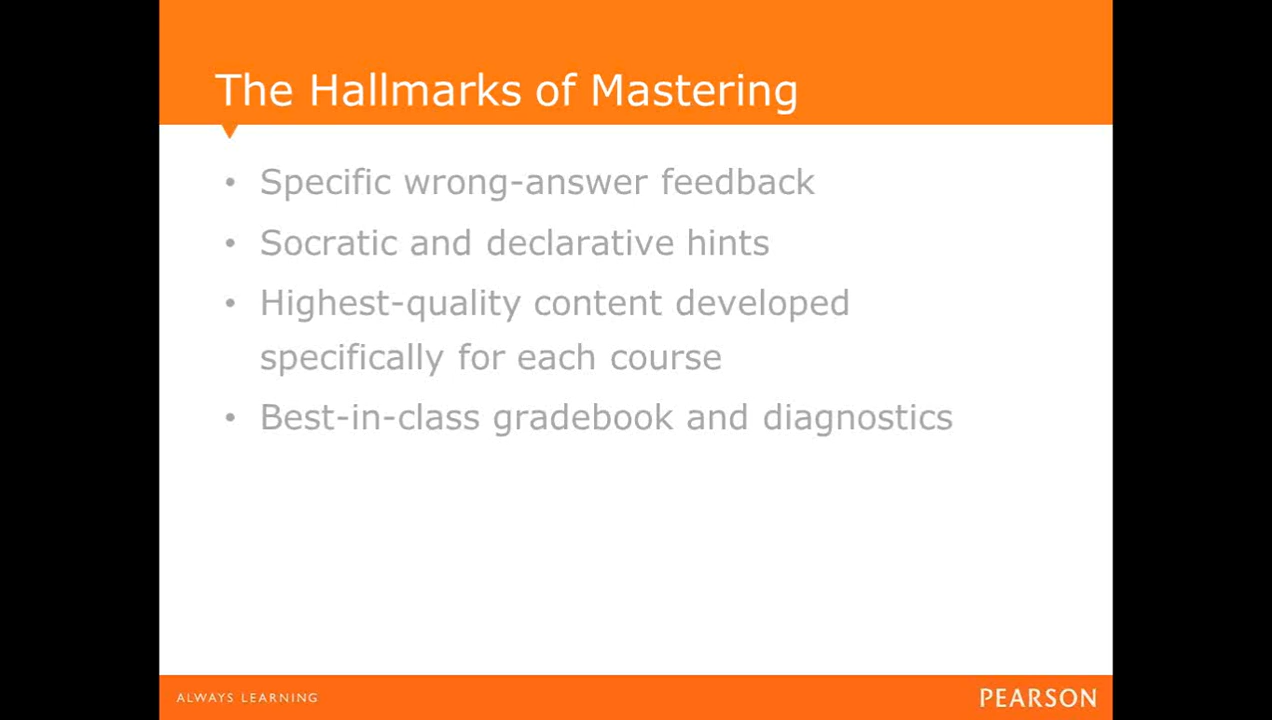 The Hallmarks of Mastering
• Specific wrong-answer feedback
• Socratic and declarative hints
• Highest-quality content developed
specifically for each course
• Best-in-class gradebook and diagnostics
ALWAYS LEARNING
PEARSON